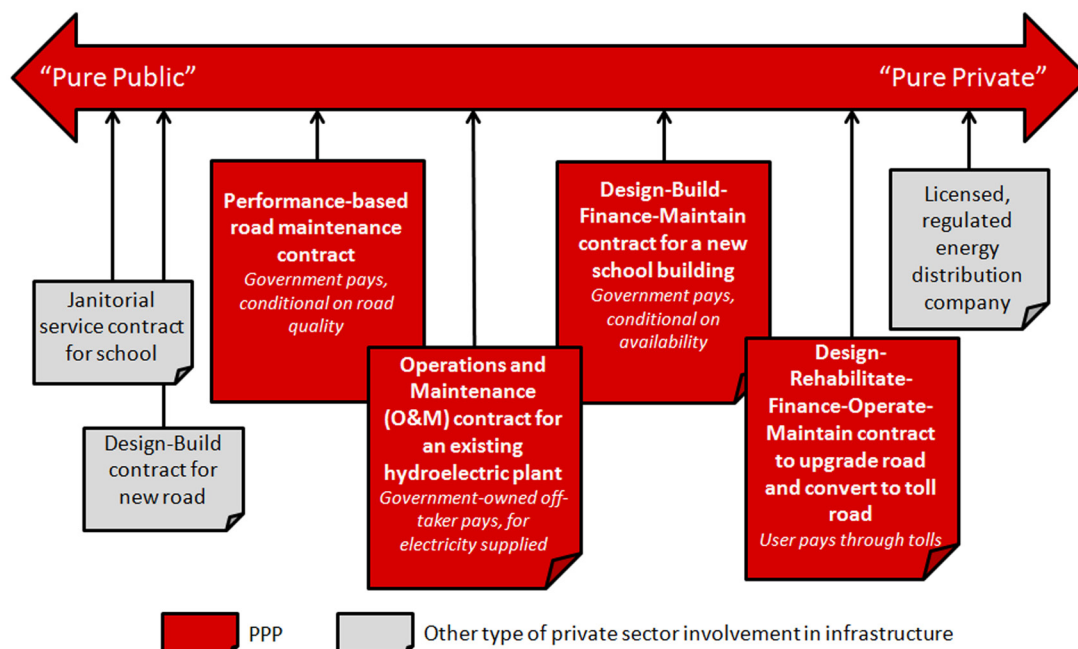 “Pure Public”
“Pure Private”
Janitorial
service contract
for school
Design-Build
contract for
new road
Performance-based
road maintenance
contract
Government pays,
conditional on road
quality
Operations and
Maintenance
(O&M) contract for
an existing
hydroelectric plant
Government-owned off-
taker pays, for
electricity supplied
Design-Build-
Finance-Maintain
contract for a new
school building
Government pays,
conditional on
availability
Design-
Rehabilitate-
Finance-Operate-
Maintain contract
to upgrade road
and convert to toll
road
User pays through tolls
Licensed,
regulated
energy
distribution
company
PPP
Other type of private sector involvement in infrastructure